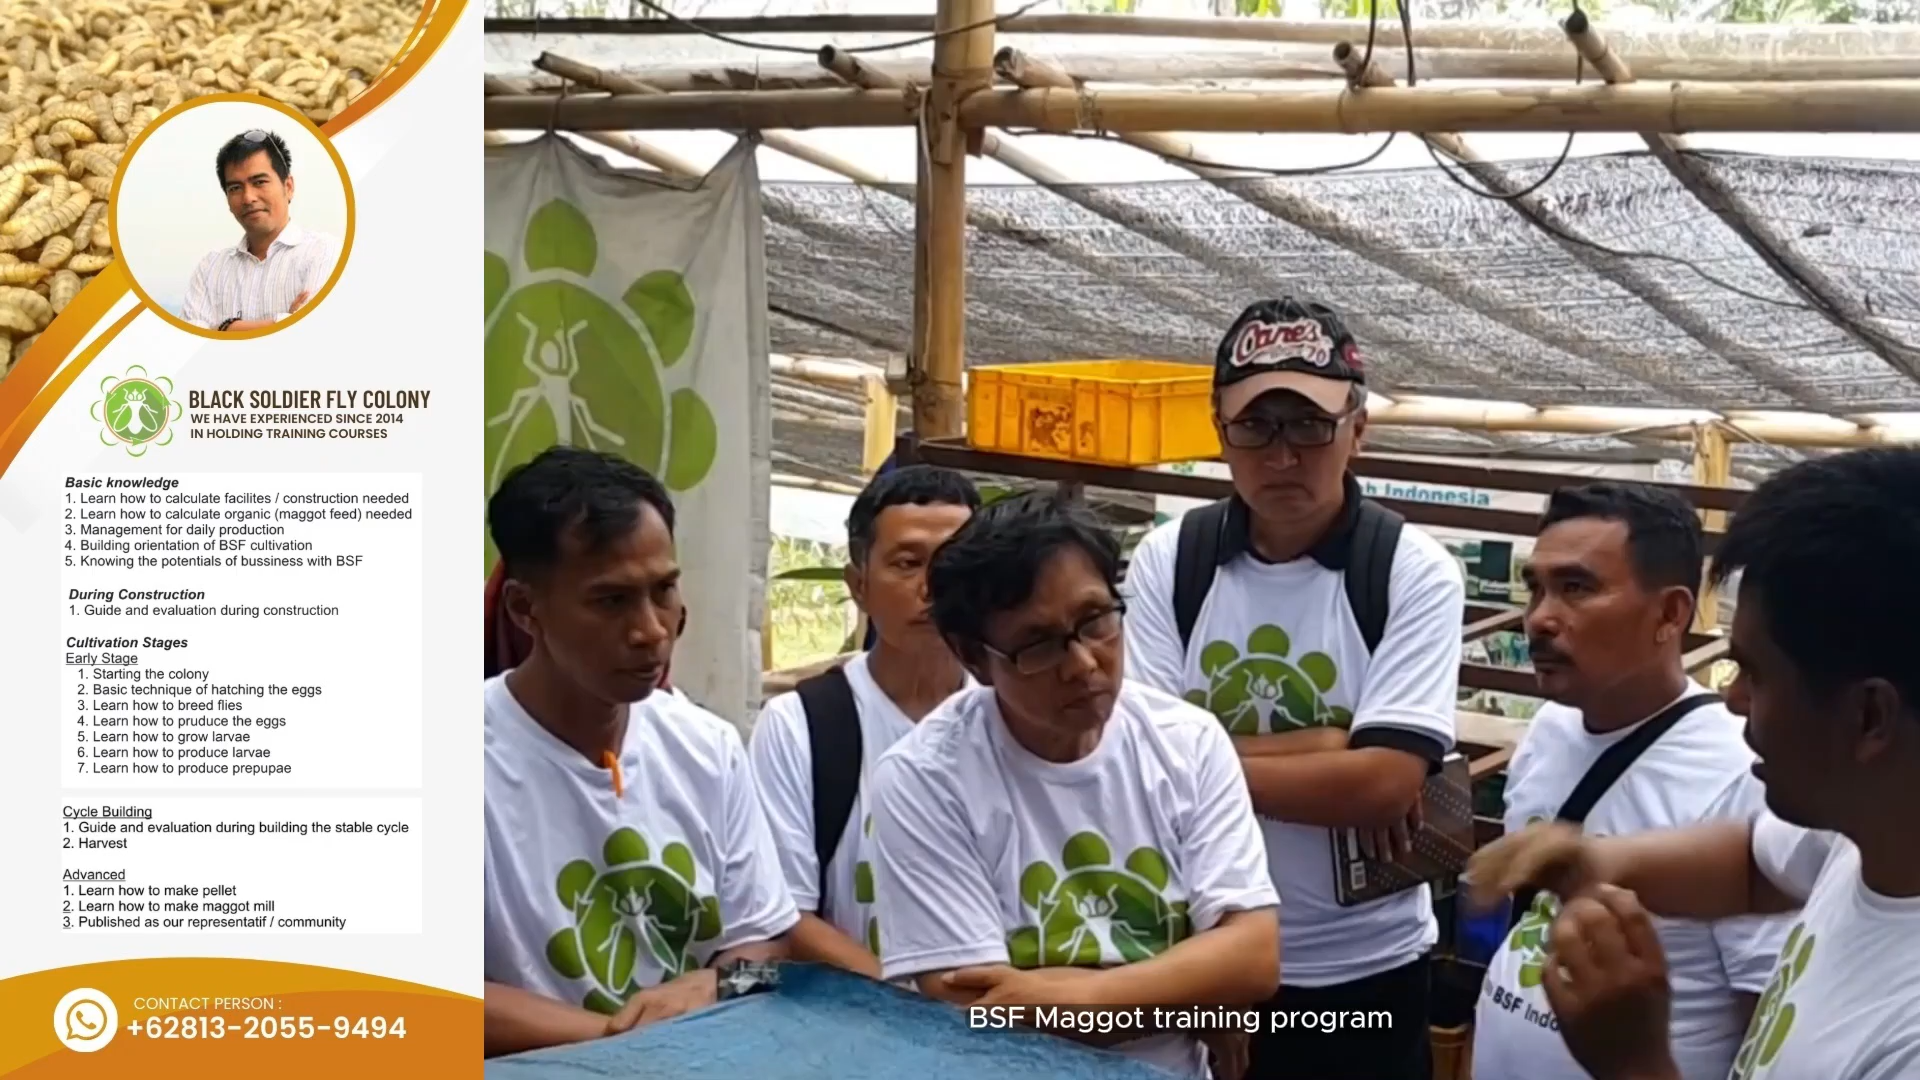 BLACK SOLDIER FLY COLONY
WE HAVE EXPERIENCED SINCE 2014
IN HOLDING TRAINING COURSES
Basic knowledge
1. Learn how to calculate facilites / construction needed
2. Learn how to calculate organic (maggot feed) needed
3. Management for daily production
4. Building orientation of BSF cultivation
5. Knowing the potentials of bussiness with BSF
During Construction
1. Guide and evaluation during construction
Cultivation Stages
Early Stage
1. Starting the colony
2. Basic technique of hatching the eggs
3. Learn how to breed flies
4. Learn how to pruduce the eggs
5. Learn how to grow larvae
6. Learn how to produce larvae
7. Learn how to produce prepupae
Cycle Building
1. Guide and evaluation during building the stable cycle
2. Harvest
Advanced
1. Learn how to make pellet
2. Learn how to make maggot mill
3. Published as our representatif / community
CONTACT PERSON :
+62813-2055-9494
70
Indonesia
BSF Indo
BSF Maggot training program